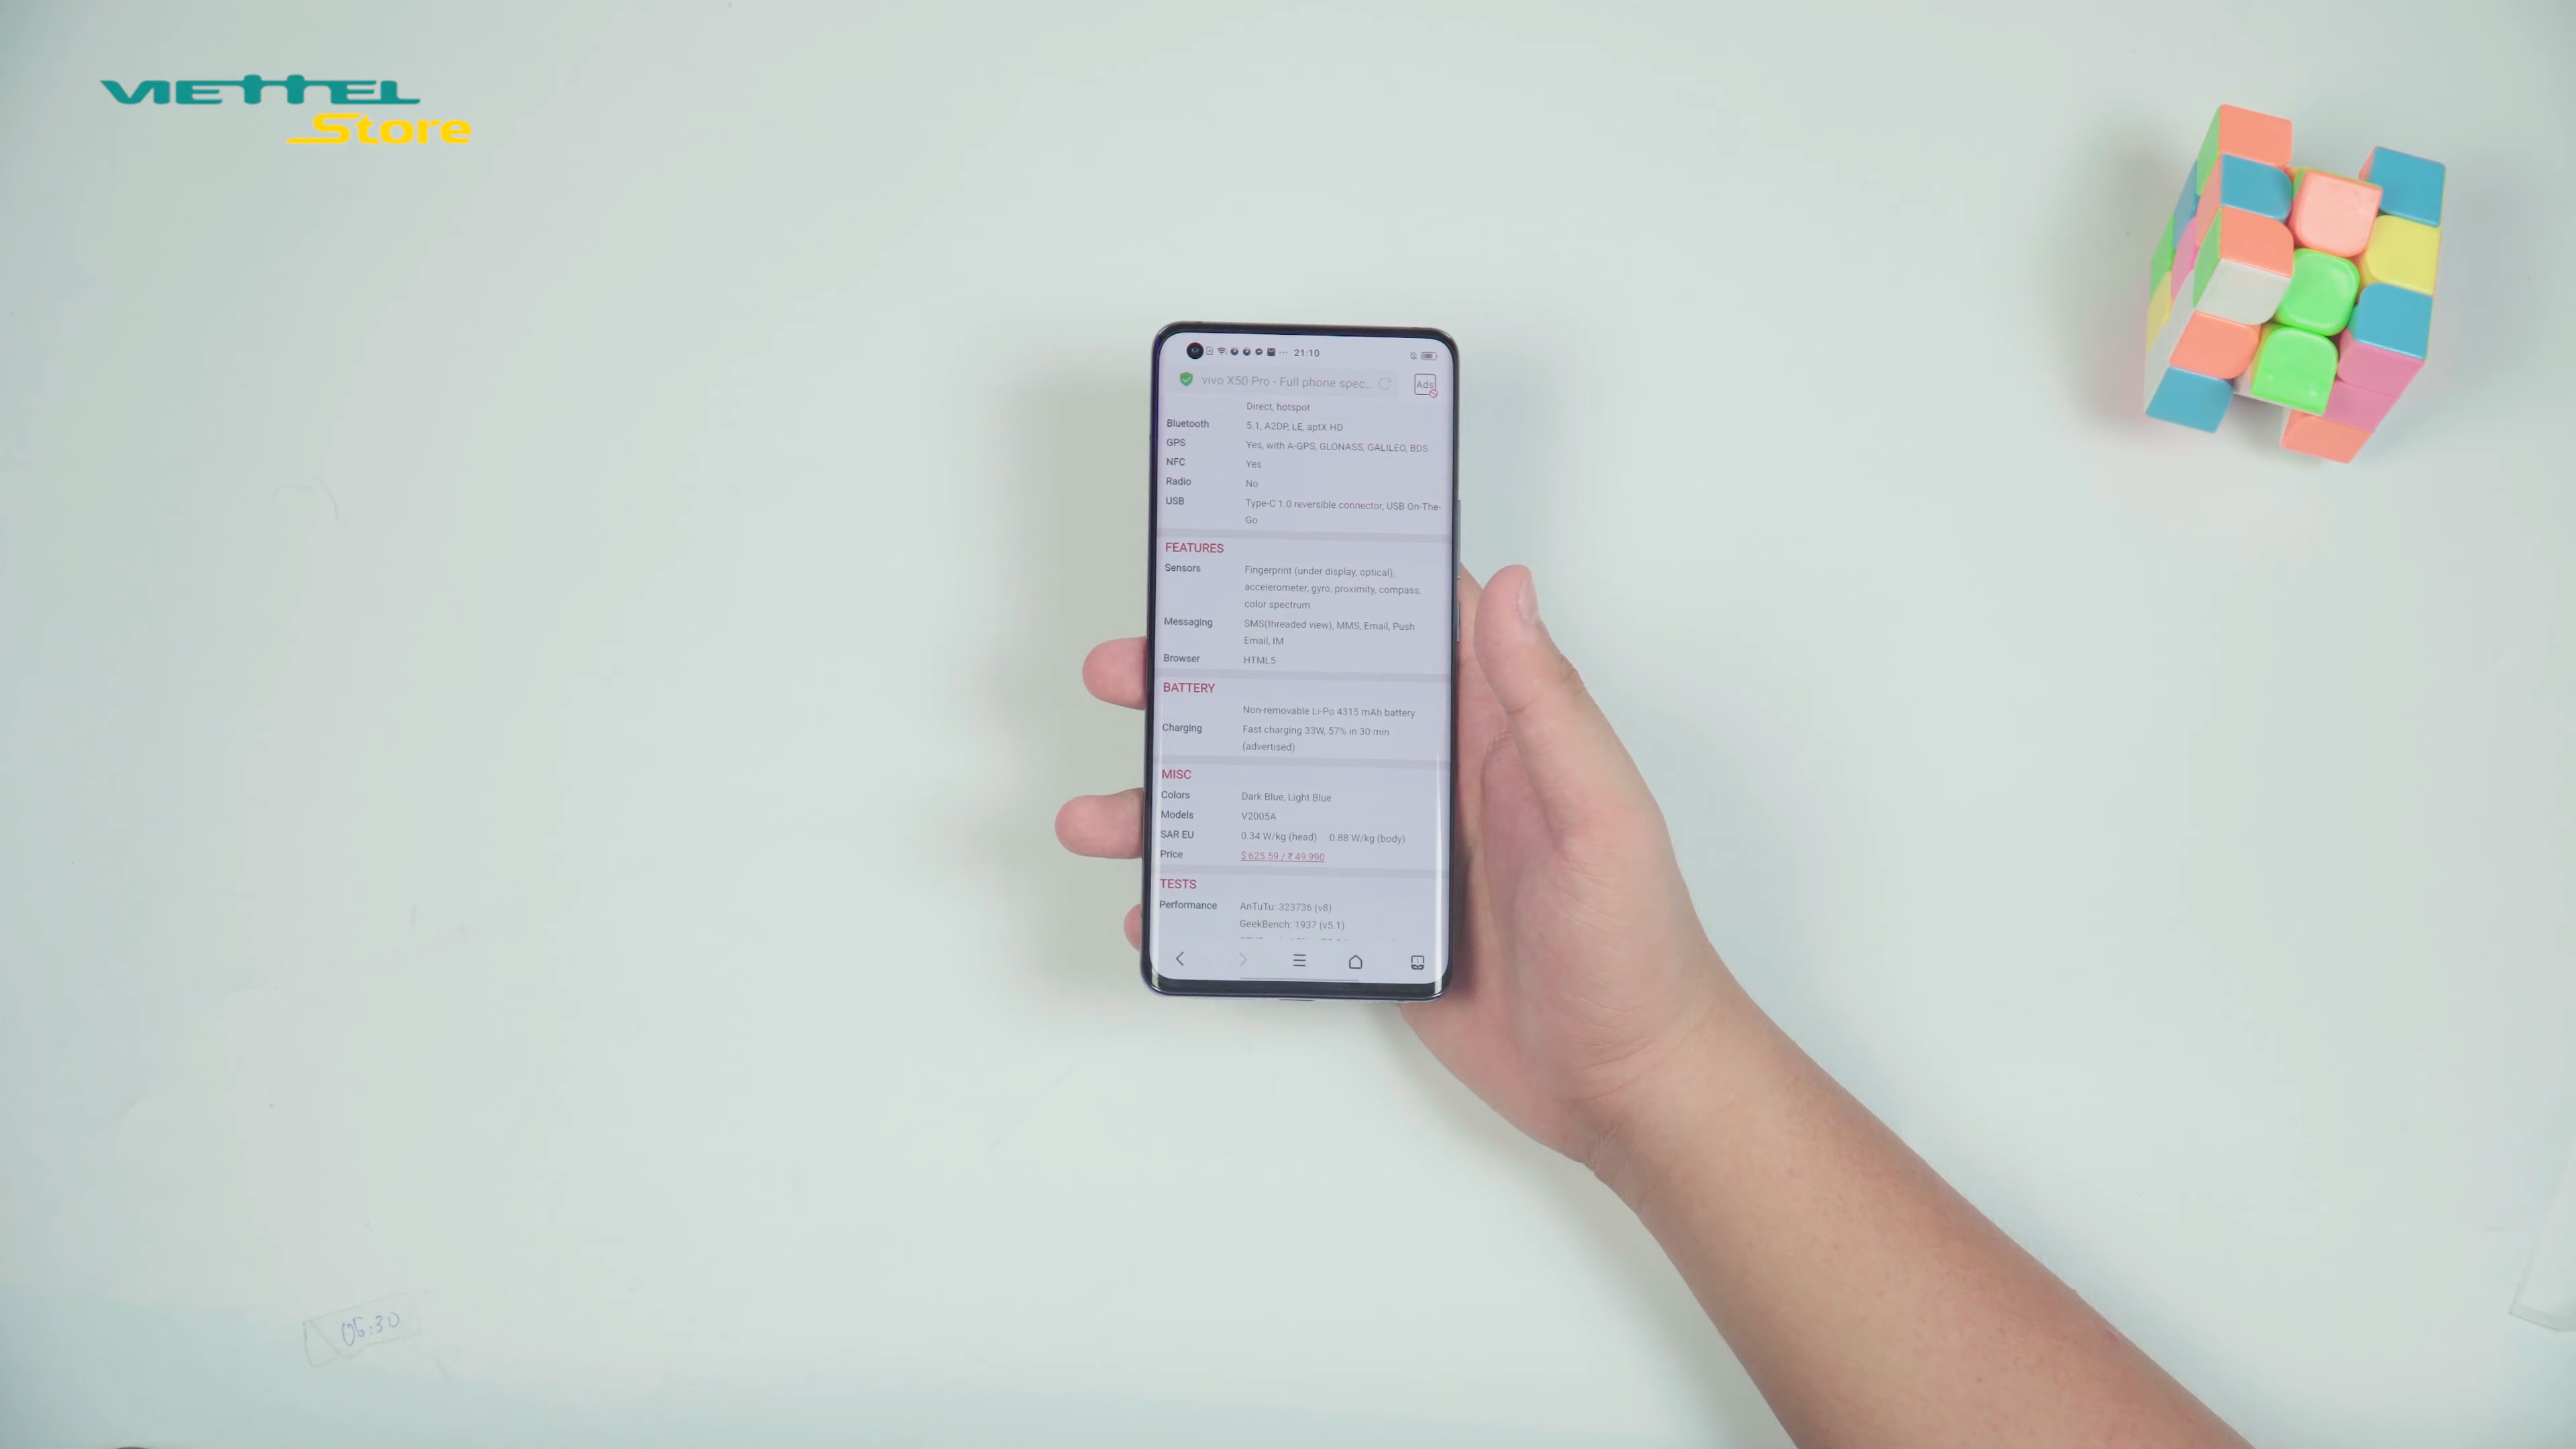 VIETTEL
Store
21:10
vivo X50 Pro - Full phone spec...
Ads
Direct, hotspot
Bluetooth 5.1, A2DP, LE, aptX HD
GPS Yes, with A-GPS, GLONASS, GALILEO, BDS
NFC Yes
Radio No
USB Type-C 1.0 reversible connector, USB On-The-
Go
FEATURES
Sensors Fingerprint (under display, optical),
accelerometer, gyro, proximity, compass,
color spectrum
Messaging SMS(threaded view), MMS, Email, Push
Email, IM
Browser HTML5
BATTERY
Non-removable Li-Po 4315 mAh battery
Charging Fast charging 33W, 57% in 30 min
(advertised)
MISC
Colors Dark Blue, Light Blue
Models V2005A
SAR EU 0.34 W/kg (head) 0.88 W/kg (body)
Price $ 625.59 / ₹ 49,990
TESTS
Performance AnTuTu: 323736 (v8)
GeekBench: 1937 (v5.1)
06:30